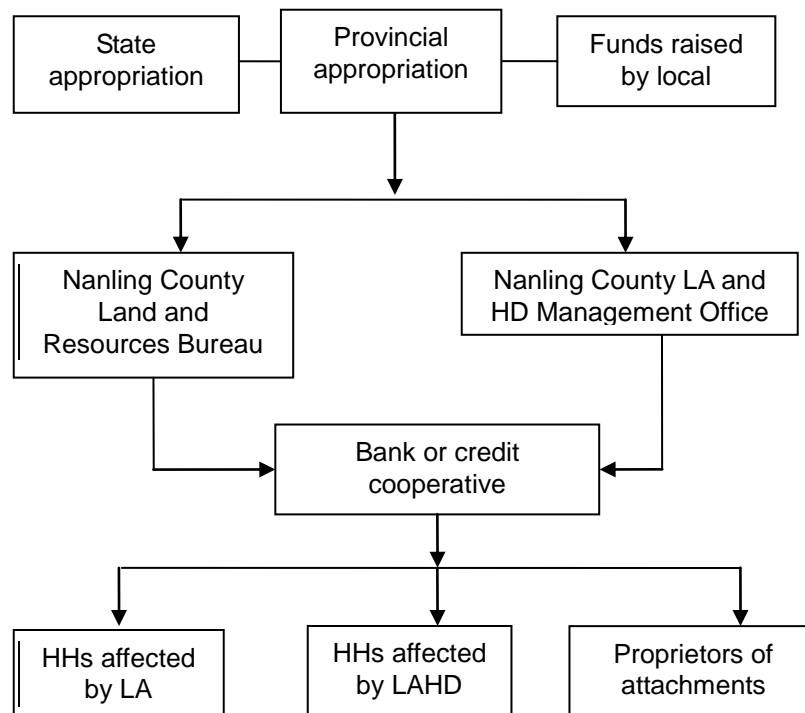 State
appropriation
Provincial
appropriation
Funds raised
by local
Nanling County
Land and
Resources Bureau
Nanling County LA and
HD Management Office
Bank or credit
cooperative
HHs affected
by LA
HHs affected
by LAHD
Proprietors of
attachments